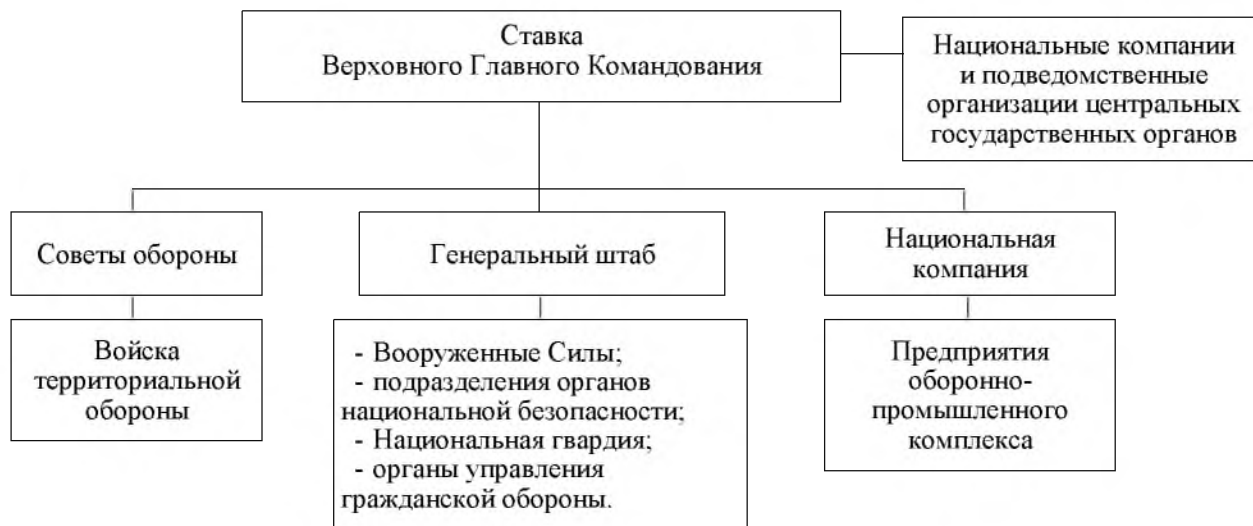 Ставка
Верховного Главного Командования
Национальные компании
и подведомственные
организации центральных
государственных органов
Советы обороны
Генеральный штаб
Национальная
компания
Войска
территориальной
обороны
- Вооруженные Силы;
- подразделения органов
национальной безопасности;
- Национальная гвардия;
- органы управления
гражданской обороны.
Предприятия
оборонно-
промышленного
комплекса